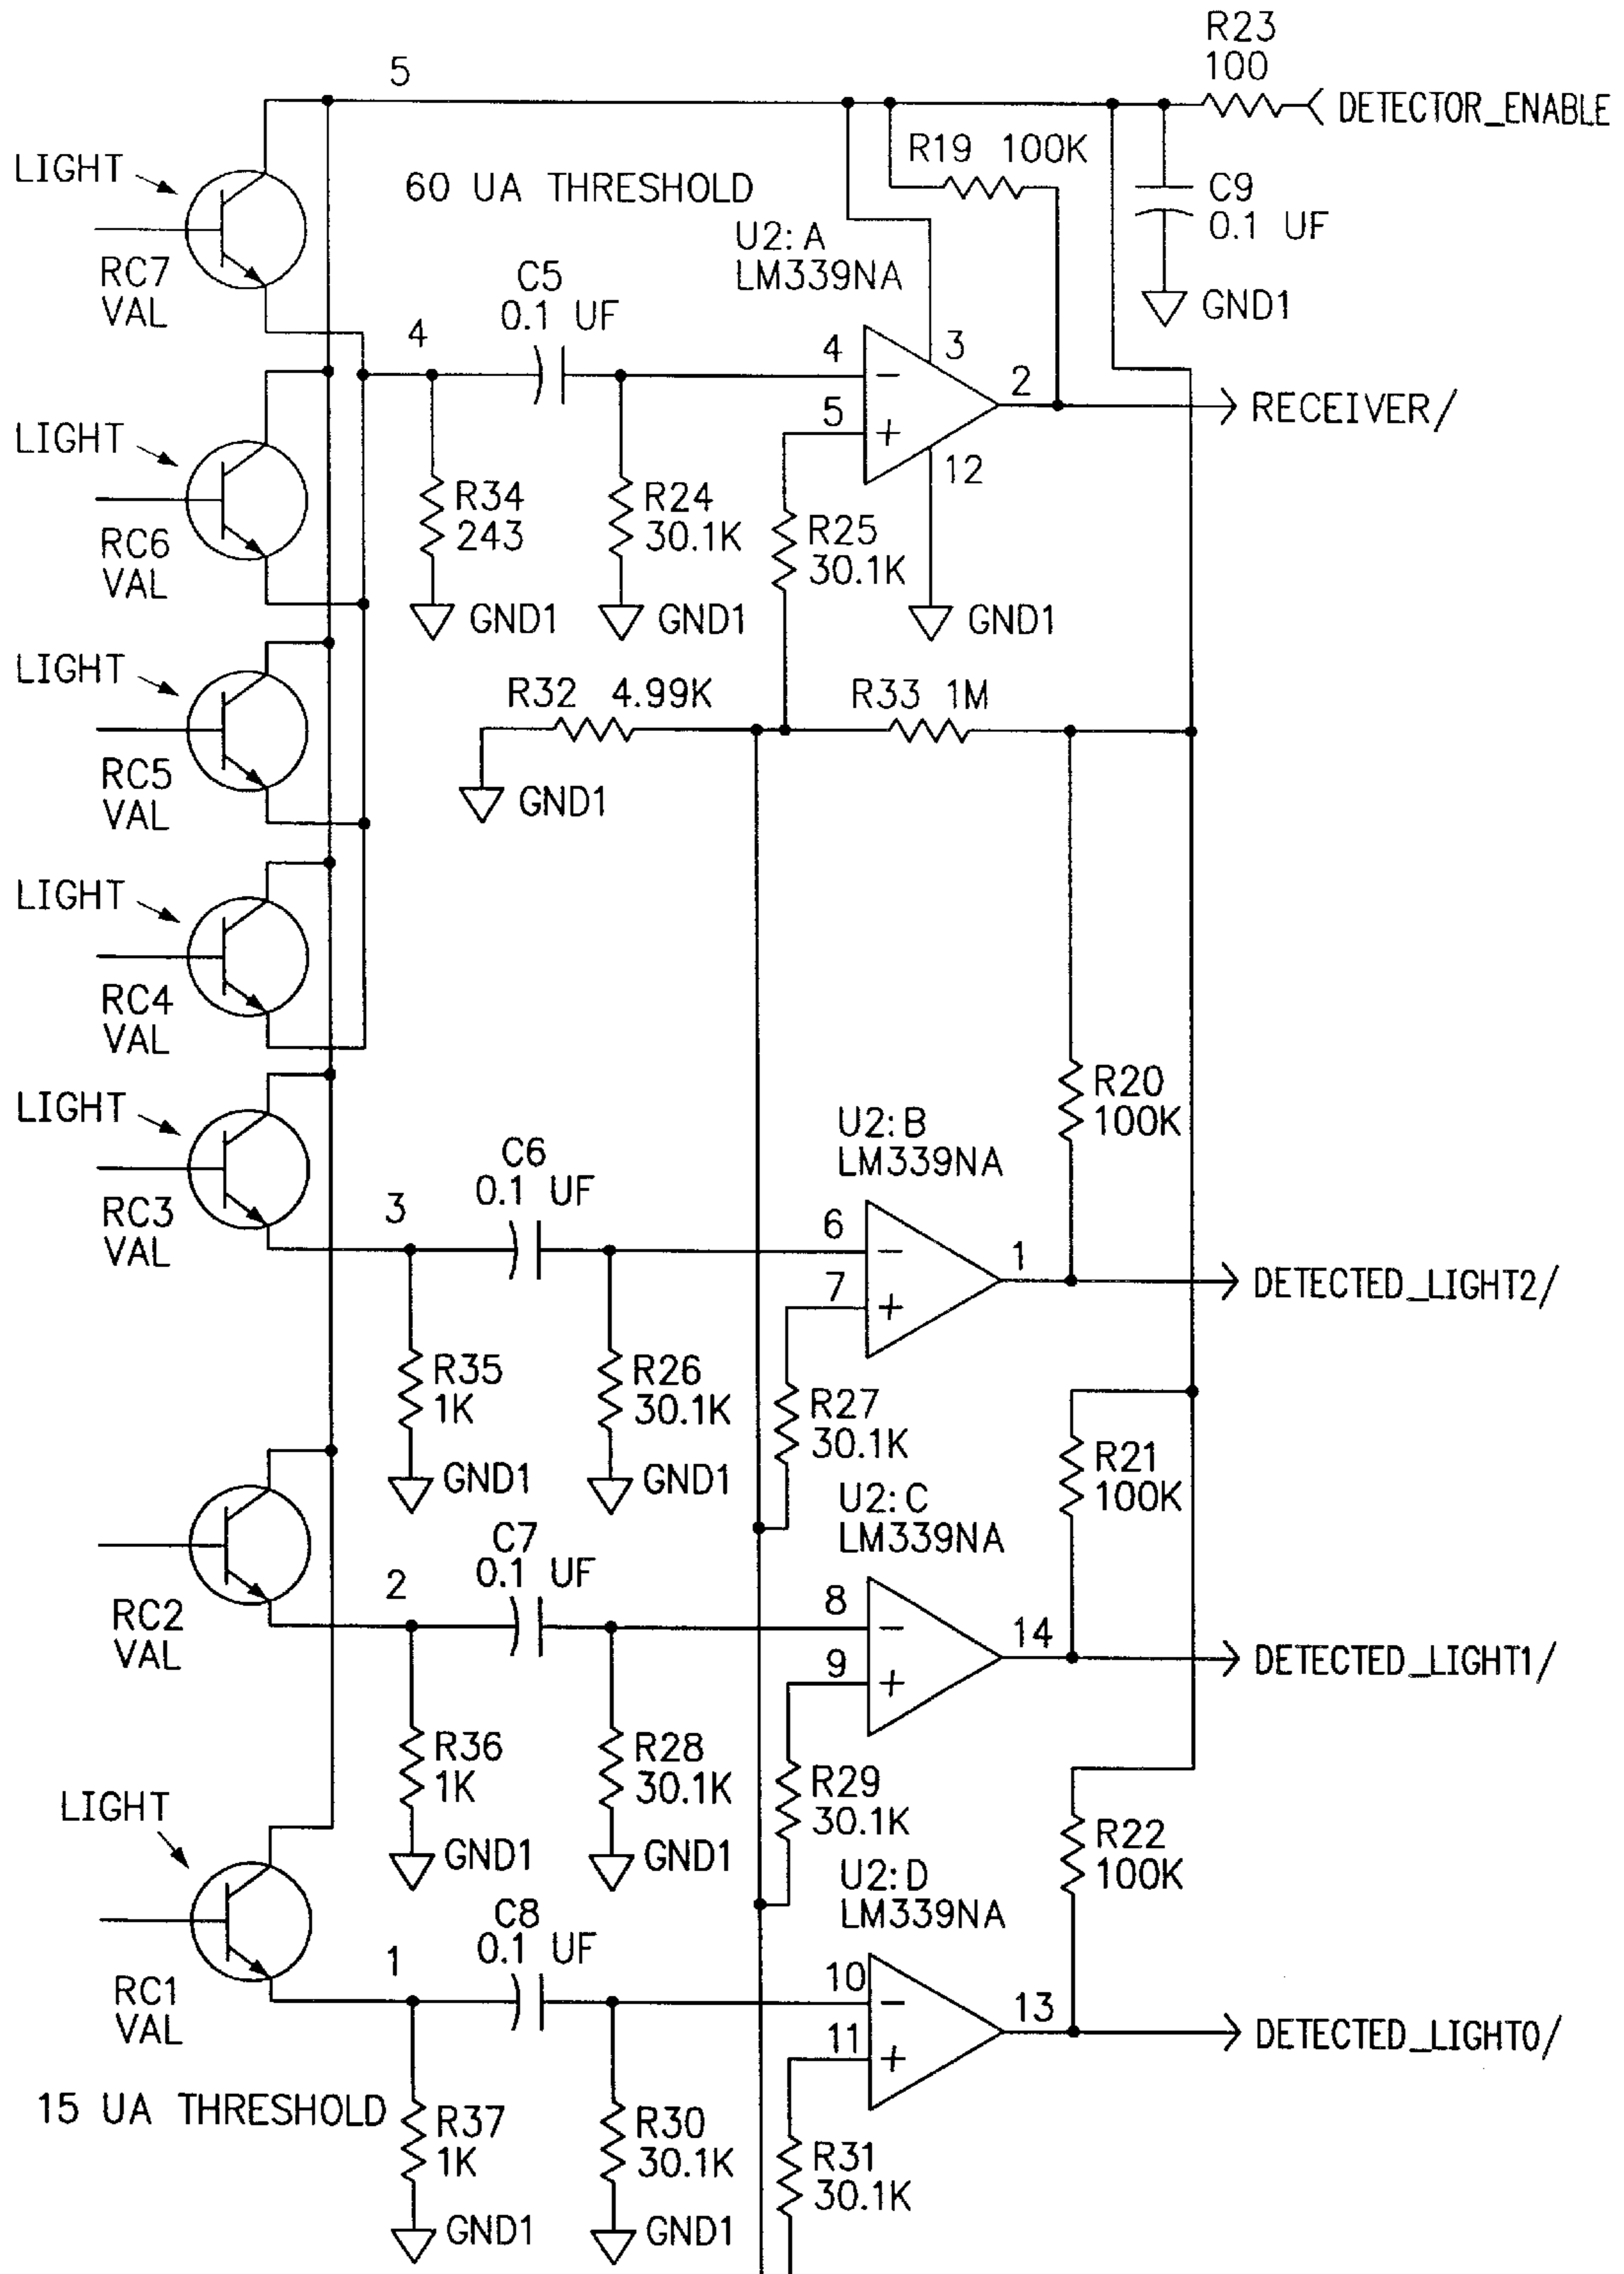 R23
100
5
DETECTOR_ENABLE
R19 100K
LIGHT
60 UA THRESHOLD
C9
0.1 UF
U2:A
LM339NA
RC7
VAL
C5
0.1 UF
GND1
4
4
3
2
RECEIVER/
5
12
LIGHT
R34
243
R24
30.1K
R25
30.1K
RC6
VAL
GND1
GND1
GND1
LIGHT
R32 4.99K
R33 1M
RC5
VAL
GND1
LIGHT
RC4
VAL
R20
100K
LIGHT
U2:B
LM339NA
C6
0.1 UF
RC3
VAL
3
6
7
1
DETECTED_LIGHT2/
R35
1K
R26
30.1K
R27
30.1K
GND1
GND1
R21
100K
U2:C
LM339NA
C7
0.1 UF
2
8
9
14
DETECTED_LIGHT1/
RC2
VAL
R36
1K
R28
30.1K
R29
30.1K
LIGHT
GND1
GND1
R22
100K
U2:D
LM339NA
C8
0.1 UF
1
10
11
13
DETECTED_LIGHT0/
RC1
VAL
15 UA THRESHOLD
R37
1K
R30
30.1K
R31
30.1K
GND1
GND1